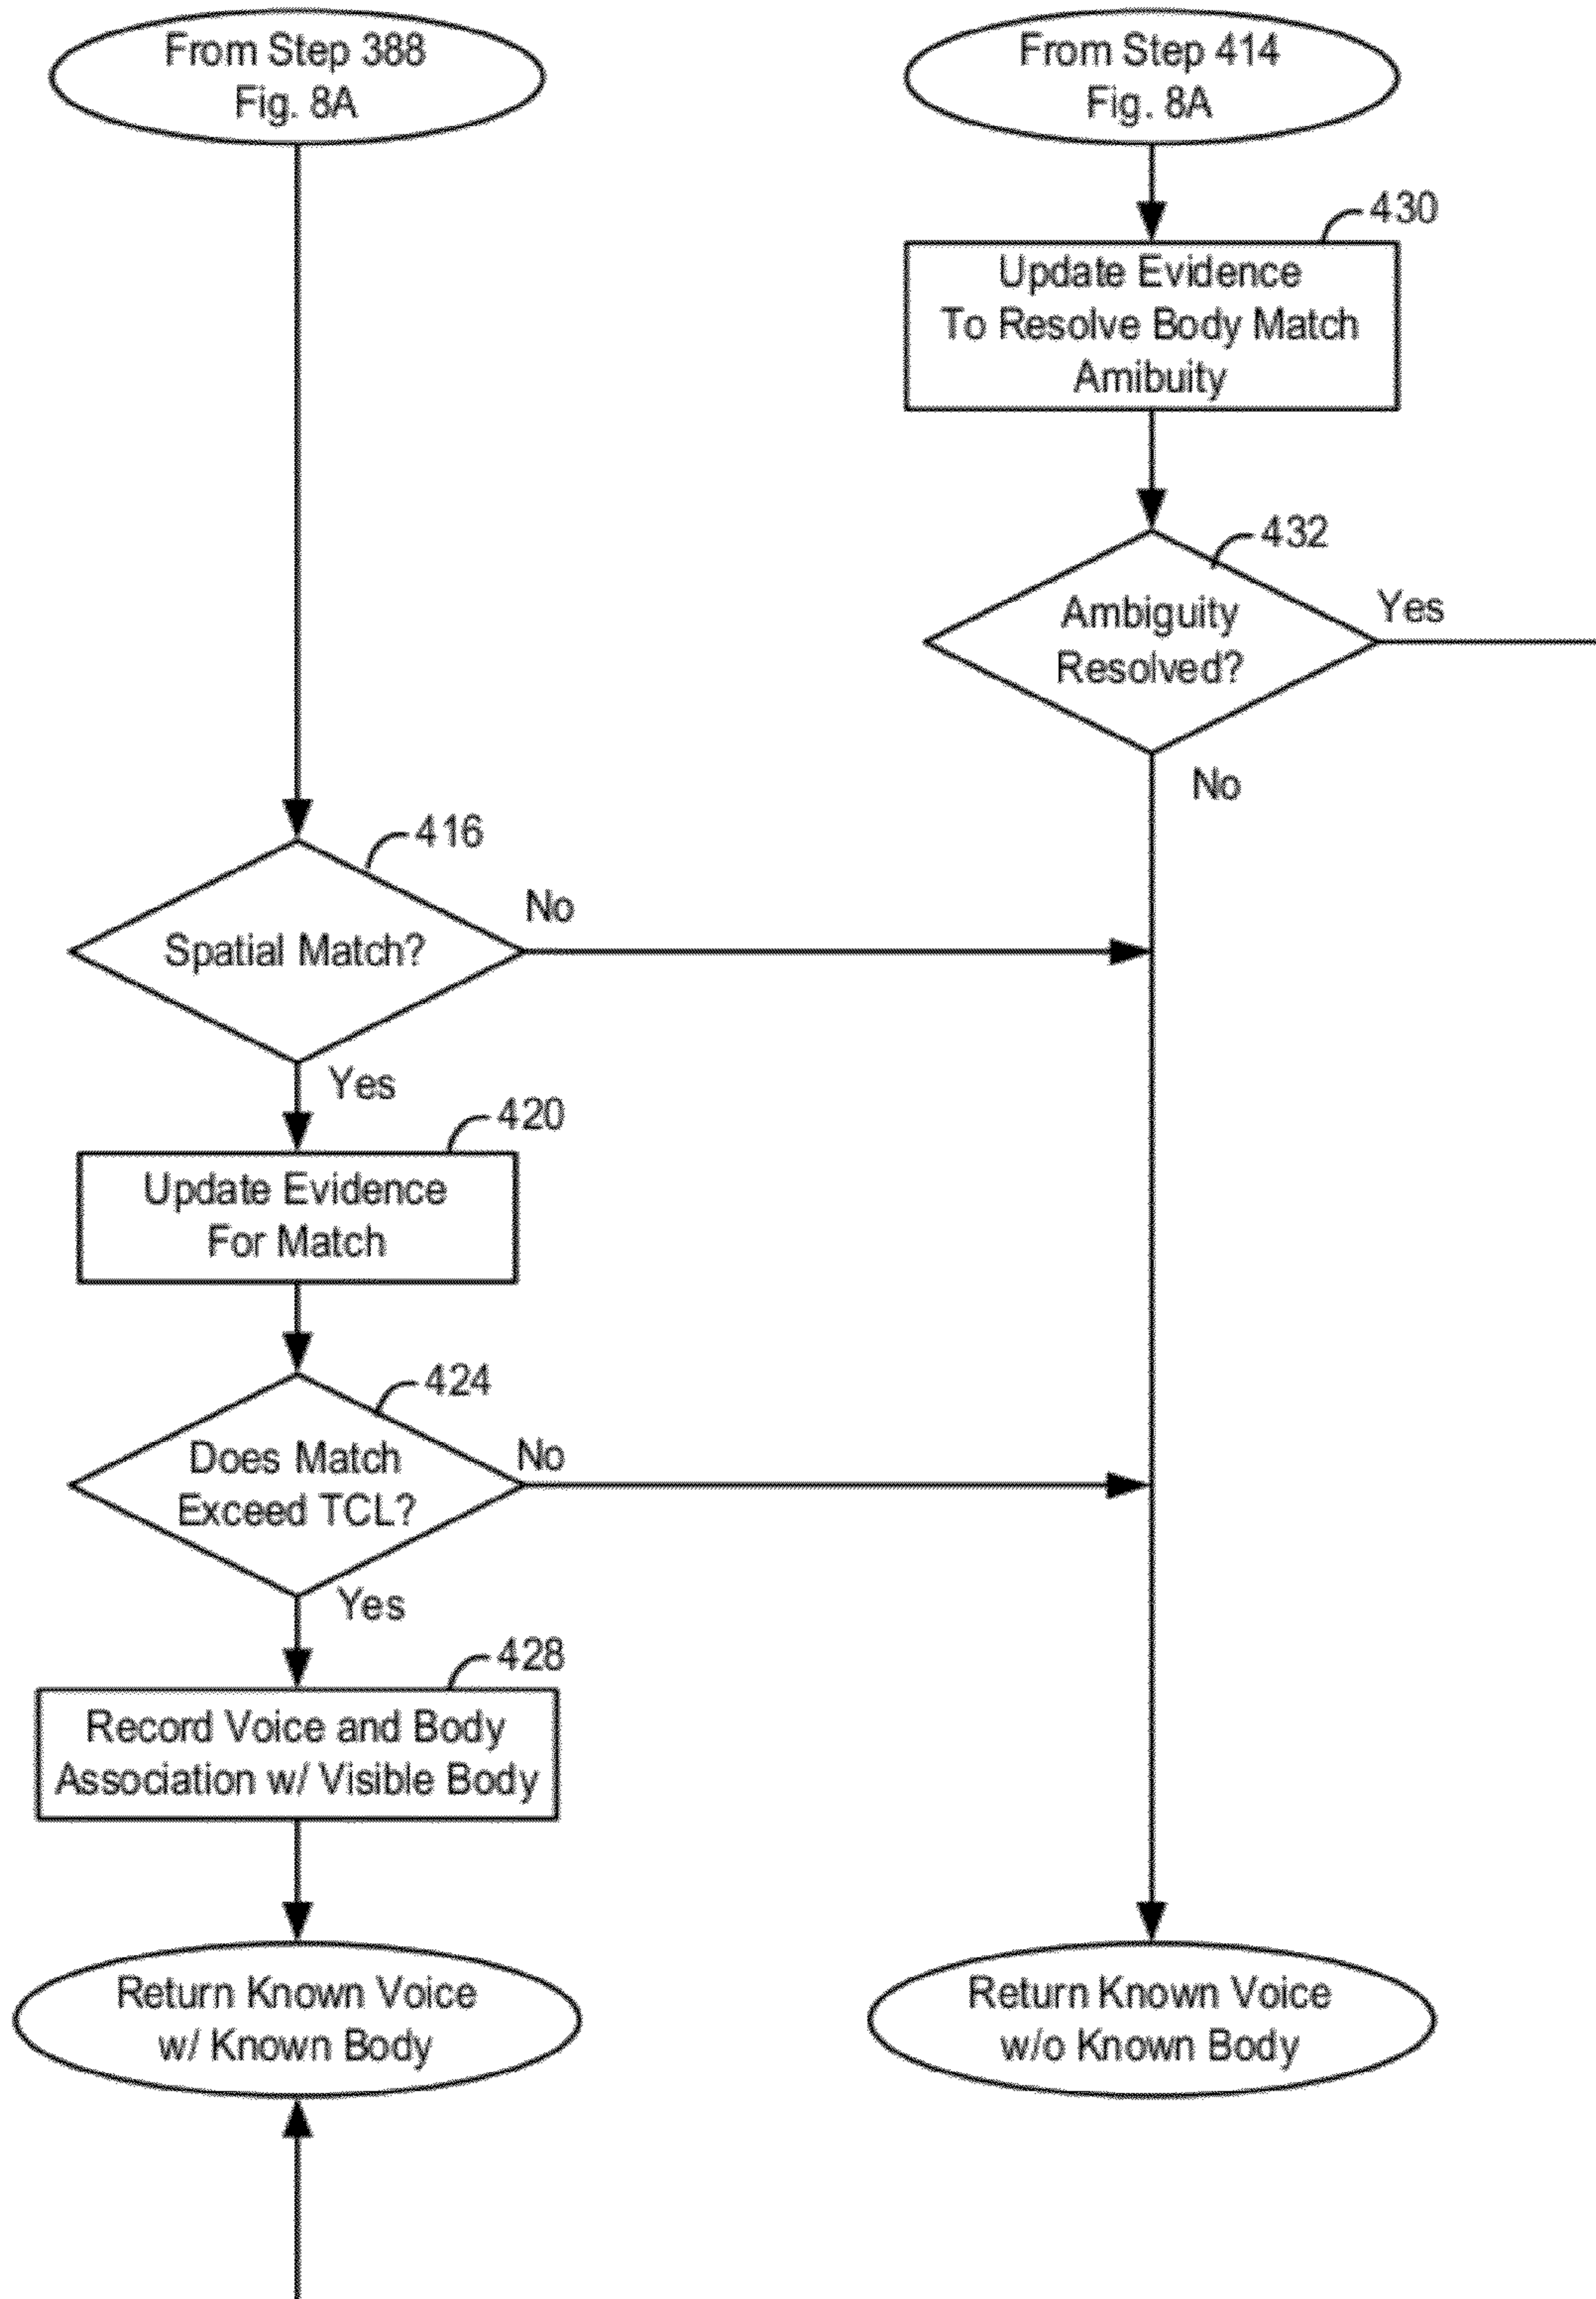 From Step 388
Fig. 8A
From Step 414
Fig. 8A
430
Update Evidence
To Resolve Body Match
Amibuity
432
Ambiguity
Resolved?
Yes
No
416
Spatial Match?
No
Yes
420
Update Evidence
For Match
424
Does Match
Exceed TCL?
No
Yes
428
Record Voice and Body
Association w/ Visible Body
Return Known Voice
w/ Known Body
Return Known Voice
w/o Known Body